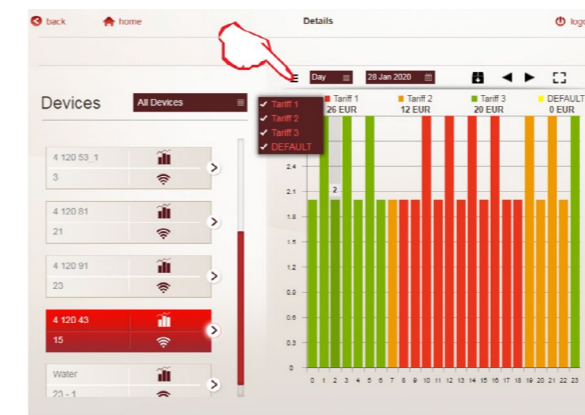 back home Details logo
Day 28 Jan 2020
Devices All Devices
Tariff 1
Tariff 2
Tariff 3
DEFAULT
Tariff 1 Tariff 2 Tariff 3 DEFAULT
26 EUR 12 EUR 20 EUR 0 EUR
4 120 53_1
3
4 120 81
21
4 120 91
23
4 120 43
15
Water
23 - 1
2.4
2.1
1.8
1.5
1.2
0.9
0.6
0.3
0
2
0 1 2 3 4 5 6 7 8 9 10 11 12 13 14 15 16 17 18 19 20 21 22 23